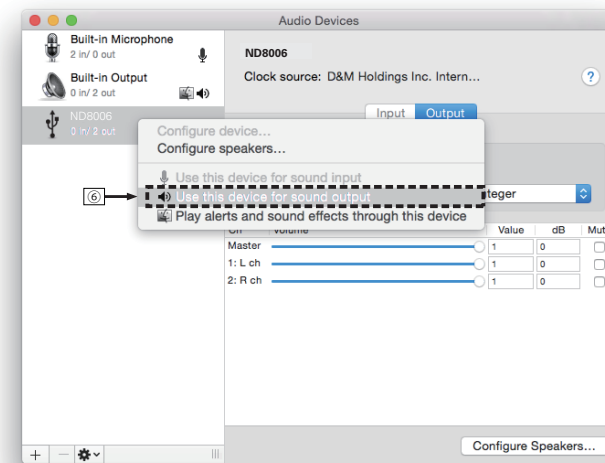 Audio Devices
Built-in Microphone
2 in/ 0 out
Built-in Output
0 in/ 2 out
ND8006
0 in/ 2 out
ND8006
Clock source: D&M Holdings Inc. Intern...
?
Input Output
Configure device...
Configure speakers...
Use this device for sound input
⑥ Use this device for sound output
teger
Play alerts and sound effects through this device
Ch Volume Value dB Mut
Master 1 0
1: L ch 1 0
2: R ch 1 0
Configure Speakers...